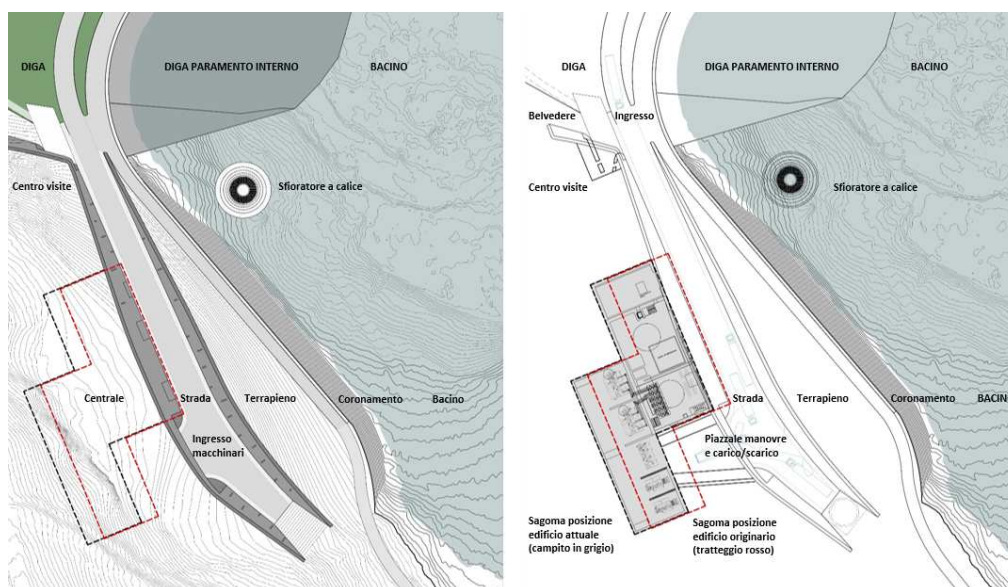 DIGA
DIGA PARAMENTO INTERNO
BACINO
Centro visite
Sfioratore a calice
Centrale
Strada
Terrapieno
Coronamento
Bacino
Ingresso
macchinari
DIGA
DIGA PARAMENTO INTERNO
BACINO
Belvedere
Ingresso
Centro visite
Sfioratore a calice
Strada
Terrapieno
Coronamento
BACINO
Piazzale manovre
e carico/scarico
Sagoma posizione
edificio attuale
(campito in grigio)
Sagoma posizione
edificio originario
(tratteggio rosso)